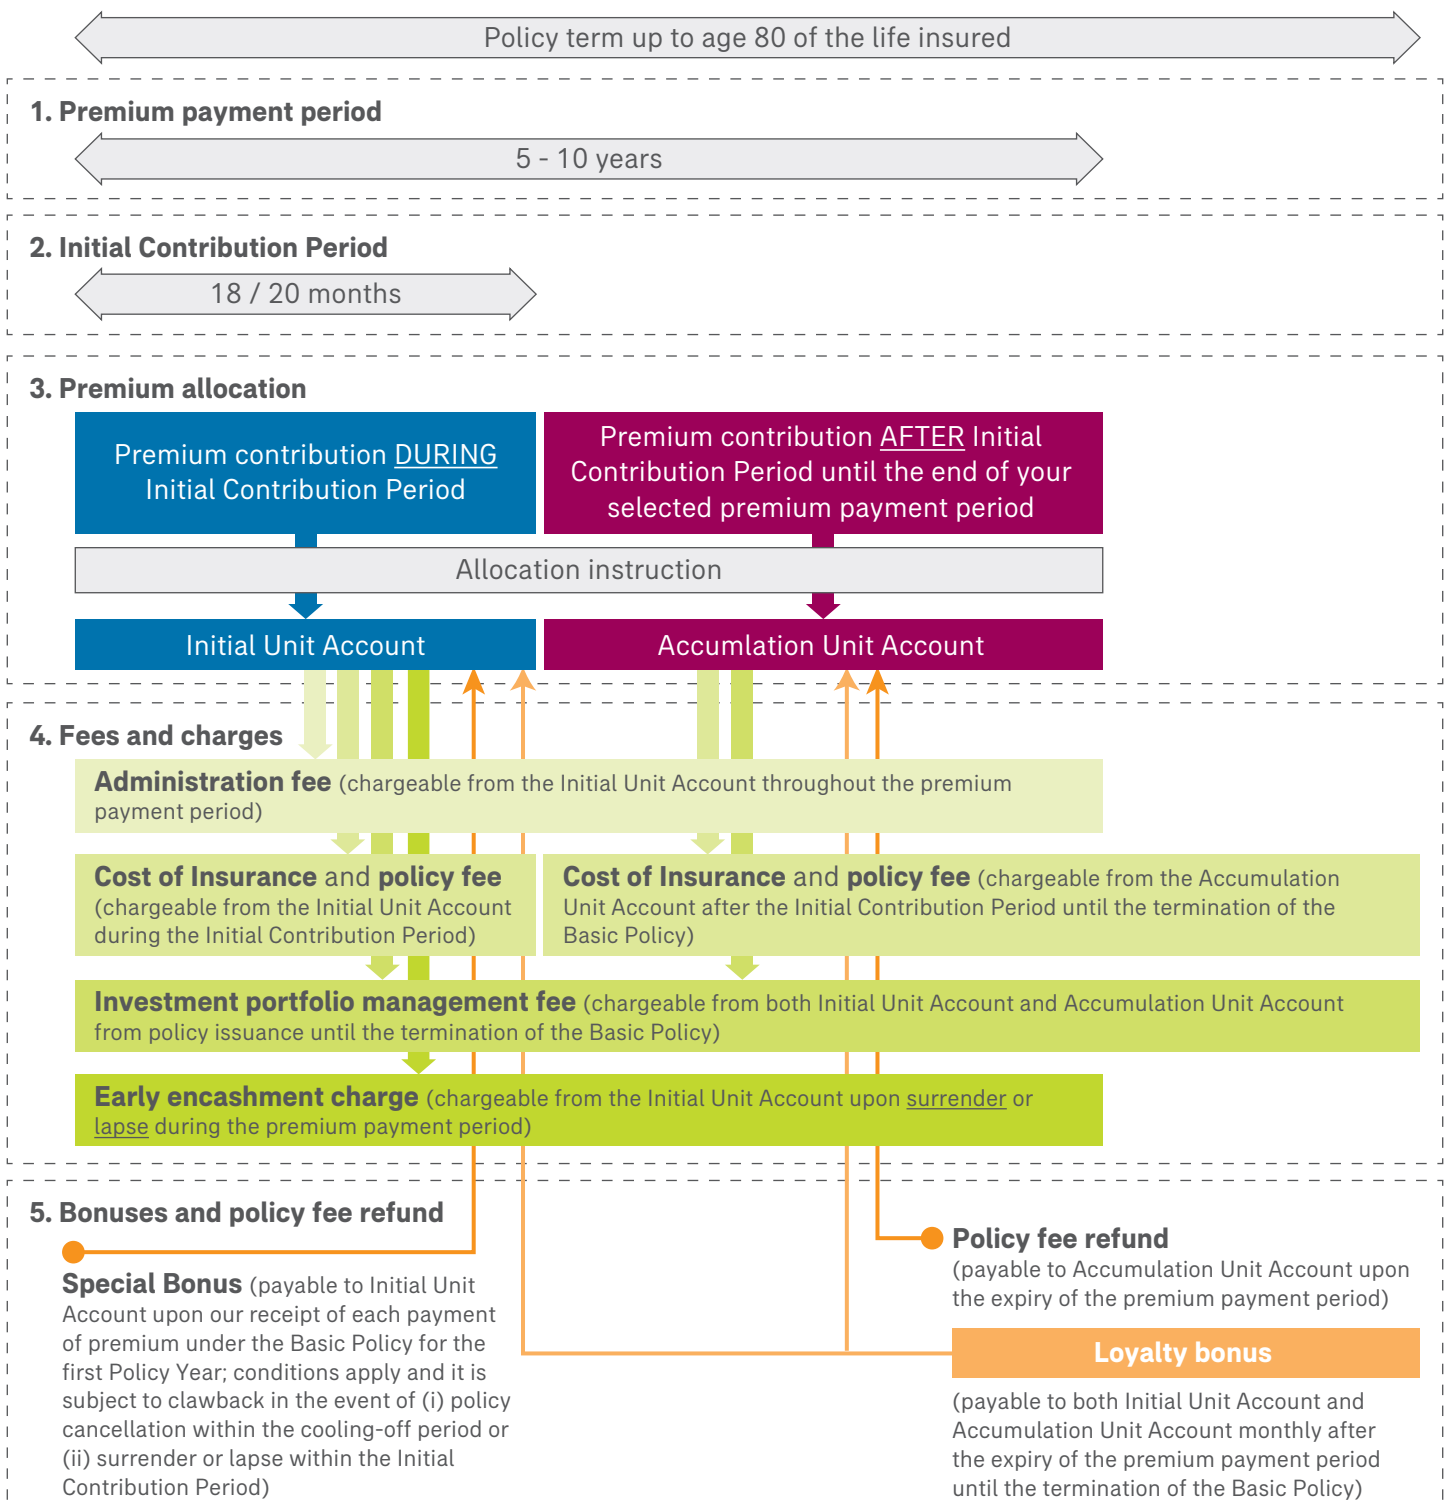 Policy term up to age 80 of the life insured
1. Premium payment period
5 - 10 years
2. Initial Contribution Period
18 / 20 months
3. Premium allocation
Premium contribution DURING
Initial Contribution Period
Premium contribution AFTER Initial
Contribution Period until the end of your
selected premium payment period
Allocation instruction
Initial Unit Account
Accumlation Unit Account
4. Fees and charges
Administration fee (chargeable from the Initial Unit Account throughout the premium
payment period)
Cost of Insurance and policy fee
(chargeable from the Initial Unit Account
during the Initial Contribution Period)
Cost of Insurance and policy fee (chargeable from the Accumulation
Unit Account after the Initial Contribution Period until the termination of the
Basic Policy)
Investment portfolio management fee (chargeable from both Initial Unit Account and Accumulation Unit Account
from policy issuance until the termination of the Basic Policy)
Early encashment charge (chargeable from the Initial Unit Account upon surrender or
lapse during the premium payment period)
5. Bonuses and policy fee refund
Special Bonus (payable to Initial Unit
Account upon our receipt of each payment
of premium under the Basic Policy for the
first Policy Year; conditions apply and it is
subject to clawback in the event of (i) policy
cancellation within the cooling-off period or
(ii) surrender or lapse within the Initial
Contribution Period)
Policy fee refund
(payable to Accumulation Unit Account upon
the expiry of the premium payment period)
Loyalty bonus
(payable to both Initial Unit Account and
Accumulation Unit Account monthly after
the expiry of the premium payment period
until the termination of the Basic Policy)